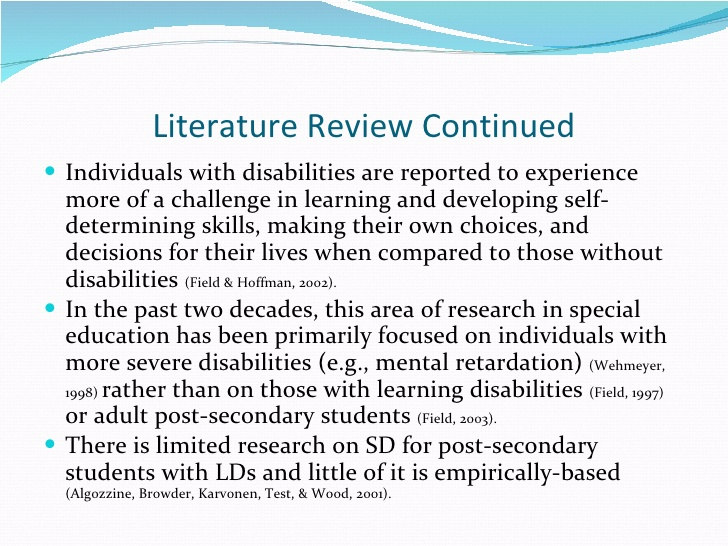 Literature Review Continued
• Individuals with disabilities are reported to experience
more of a challenge in learning and developing self-
determining skills, making their own choices, and
decisions for their lives when compared to those without
disabilities (Field & Hoffman, 2002).
• In the past two decades, this area of research in special
education has been primarily focused on individuals with
more severe disabilities (e.g., mental retardation) (Wehmeyer,
1998) rather than on those with learning disabilities (Field, 1997)
or adult post-secondary students (Field, 2003).
• There is limited research on SD for post-secondary
students with LDs and little of it is empirically-based
(Algozzine, Browder, Karvonen, Test, & Wood, 2001).